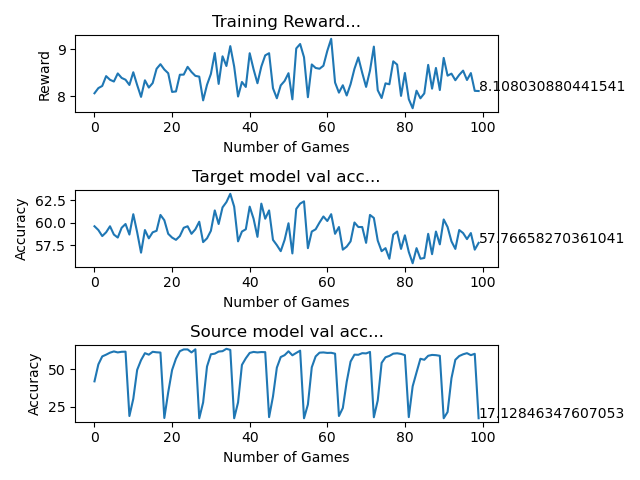 Training Reward...
Reward
9
8
8.108030880441541
0 20 40 60 80 100
Number of Games
Target model val acc...
Accuracy
62.5
60.0
57.5
57.76658270361041
0 20 40 60 80 100
Number of Games
Source model val acc...
Accuracy
50
25
17.12846347607053
0 20 40 60 80 100
Number of Games